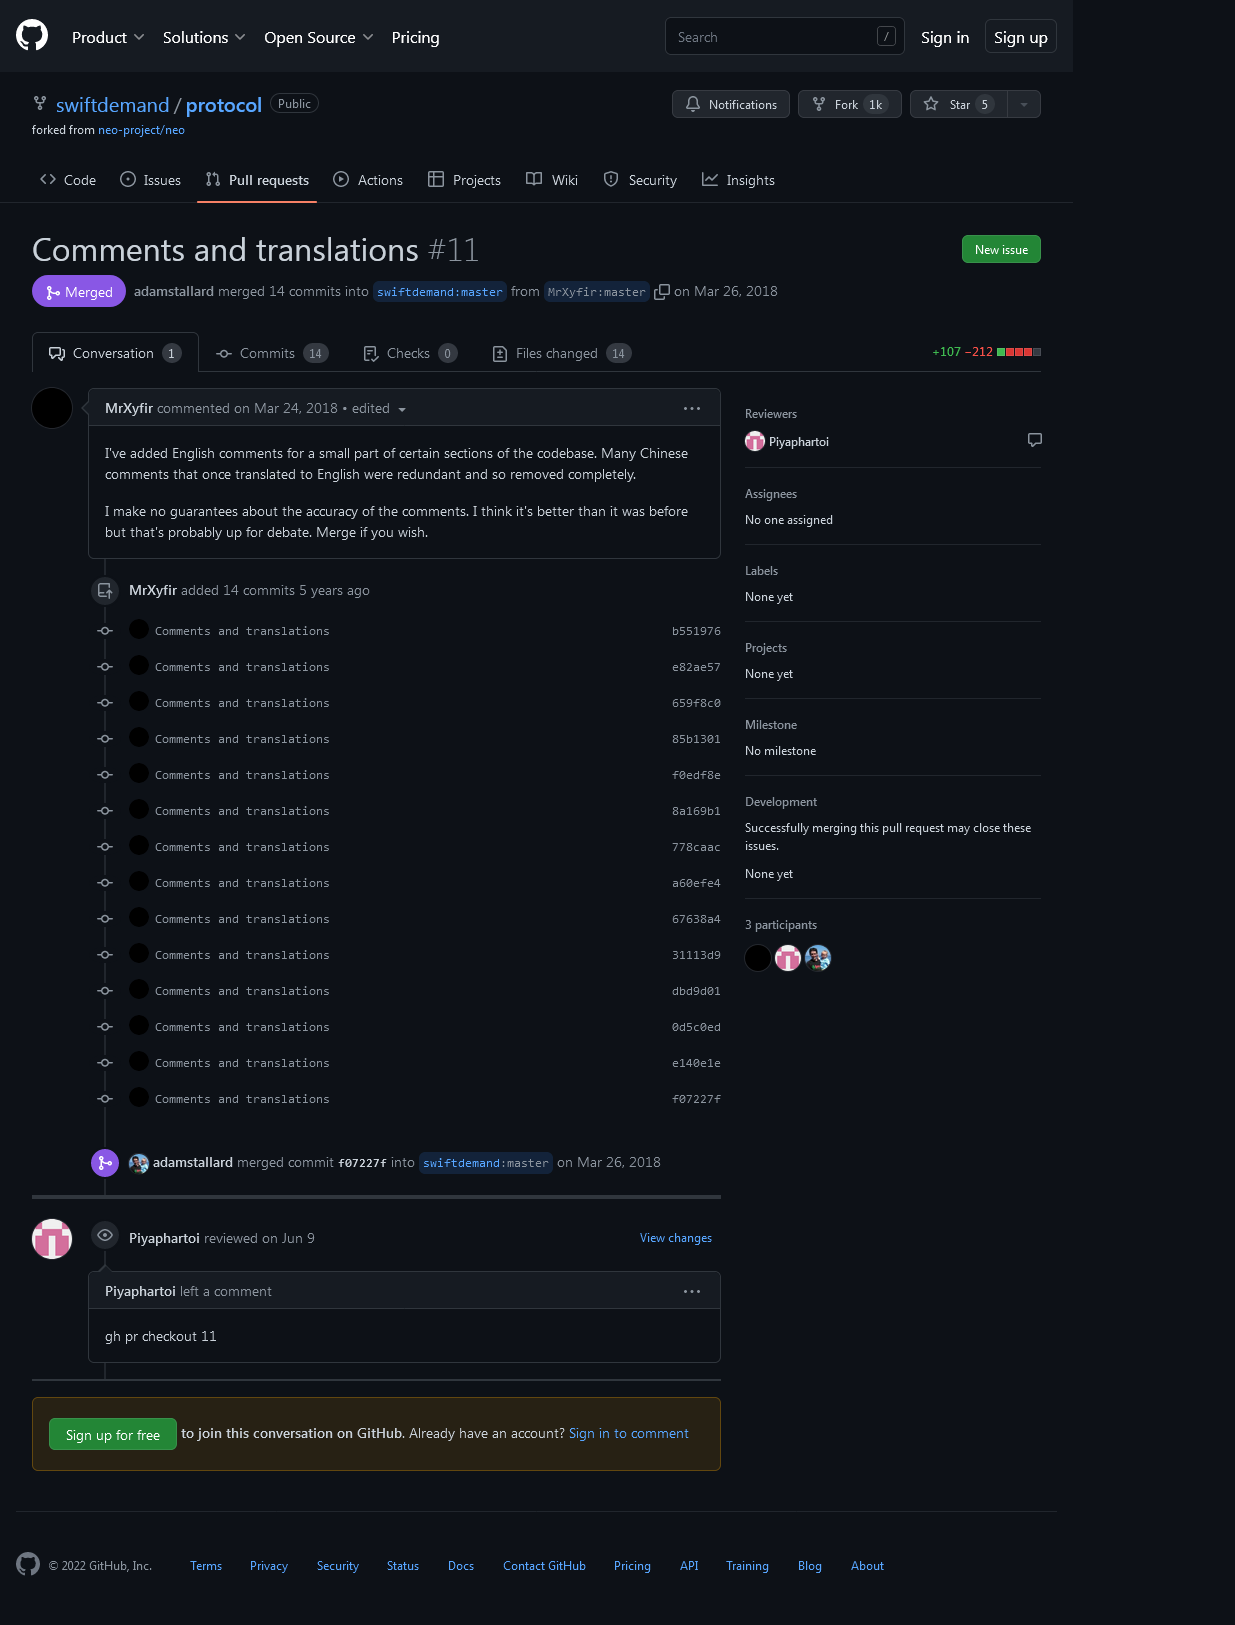 Product Solutions Open Source Pricing Search / Sign in Sign up
swiftdemand / protocol Public Notifications Fork 1k Star 5
forked from neo-project/neo
Code Issues Pull requests Actions Projects Wiki Security Insights
Comments and translations #11 New issue
Merged adamstallard merged 14 commits into swiftdemand:master from MrXyfir:master on Mar 26, 2018
Conversation 1 Commits 14 Checks 0 Files changed 14 +107 −212
MrXyfir commented on Mar 24, 2018 • edited
I've added English comments for a small part of certain sections of the codebase. Many Chinese
comments that once translated to English were redundant and so removed completely.
I make no guarantees about the accuracy of the comments. I think it's better than it was before
but that's probably up for debate. Merge if you wish.
MrXyfir added 14 commits 5 years ago
Comments and translations b551976
Comments and translations e82ae57
Comments and translations 659f8c0
Comments and translations 85b1301
Comments and translations f0edf8e
Comments and translations 8a169b1
Comments and translations 778caac
Comments and translations a60efe4
Comments and translations 67638a4
Comments and translations 31113d9
Comments and translations dbd9d01
Comments and translations 0d5c0ed
Comments and translations e140e1e
Comments and translations f07227f
adamstallard merged commit f07227f into swiftdemand:master on Mar 26, 2018
Piyaphartoi reviewed on Jun 9 View changes
Piyaphartoi left a comment
gh pr checkout 11
Sign up for free to join this conversation on GitHub. Already have an account? Sign in to comment
Reviewers
Piyaphartoi
Assignees
No one assigned
Labels
None yet
Projects
None yet
Milestone
No milestone
Development
Successfully merging this pull request may close these
issues.
None yet
3 participants
© 2022 GitHub, Inc. Terms Privacy Security Status Docs Contact GitHub Pricing API Training Blog About